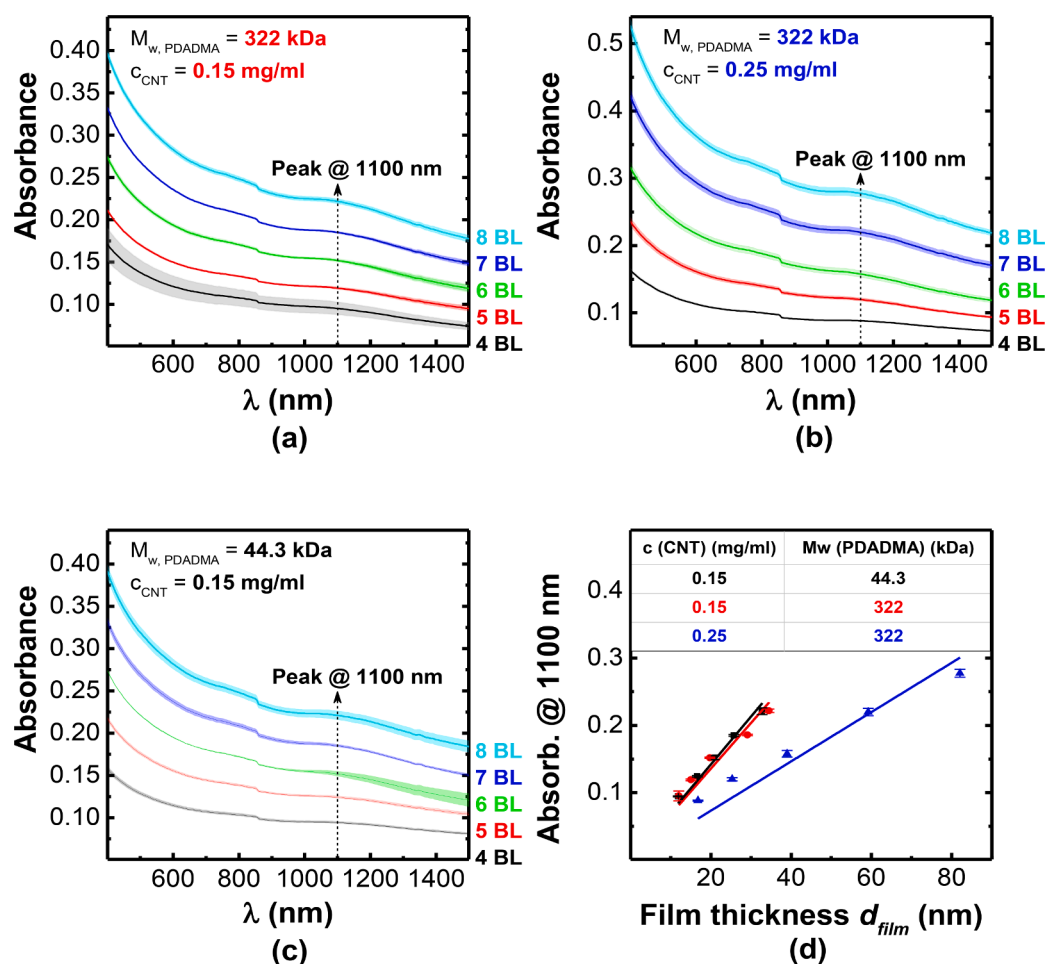 M_w, PDADMA = 322 kDa
c_CNT = 0.15 mg/ml
Peak @ 1100 nm
0.40
0.35
0.30
0.25
0.20
0.15
0.10
Absorbance
8 BL
7 BL
6 BL
5 BL
4 BL
600 800 1000 1200 1400
λ (nm)
(a)
M_w, PDADMA = 322 kDa
c_CNT = 0.25 mg/ml
Peak @ 1100 nm
0.5
0.4
0.3
0.2
0.1
Absorbance
8 BL
7 BL
6 BL
5 BL
4 BL
600 800 1000 1200 1400
λ (nm)
(b)
M_w, PDADMA = 44.3 kDa
c_CNT = 0.15 mg/ml
Peak @ 1100 nm
0.40
0.35
0.30
0.25
0.20
0.15
0.10
Absorbance
8 BL
7 BL
6 BL
5 BL
4 BL
600 800 1000 1200 1400
λ (nm)
(c)
c (CNT) (mg/ml) Mw (PDADMA) (kDa)
0.15 44.3
0.15 322
0.25 322
0.4
0.3
0.2
0.1
Absorb. @ 1100 nm
20 40 60 80
Film thickness d_film (nm)
(d)